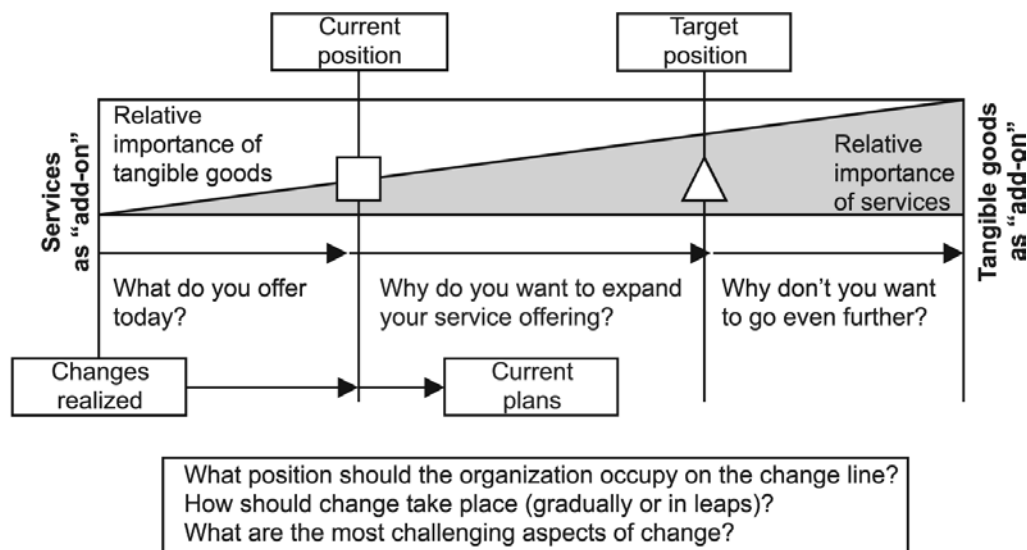 Current
position
Target
position
Services
as “add-on”
Relative
importance of
tangible goods
Relative
importance
of services
Tangible goods
as “add-on”
What do you offer
today?
Why do you want to expand
your service offering?
Why don’t you want
to go even further?
Changes
realized
Current
plans
What position should the organization occupy on the change line?
How should change take place (gradually or in leaps)?
What are the most challenging aspects of change?